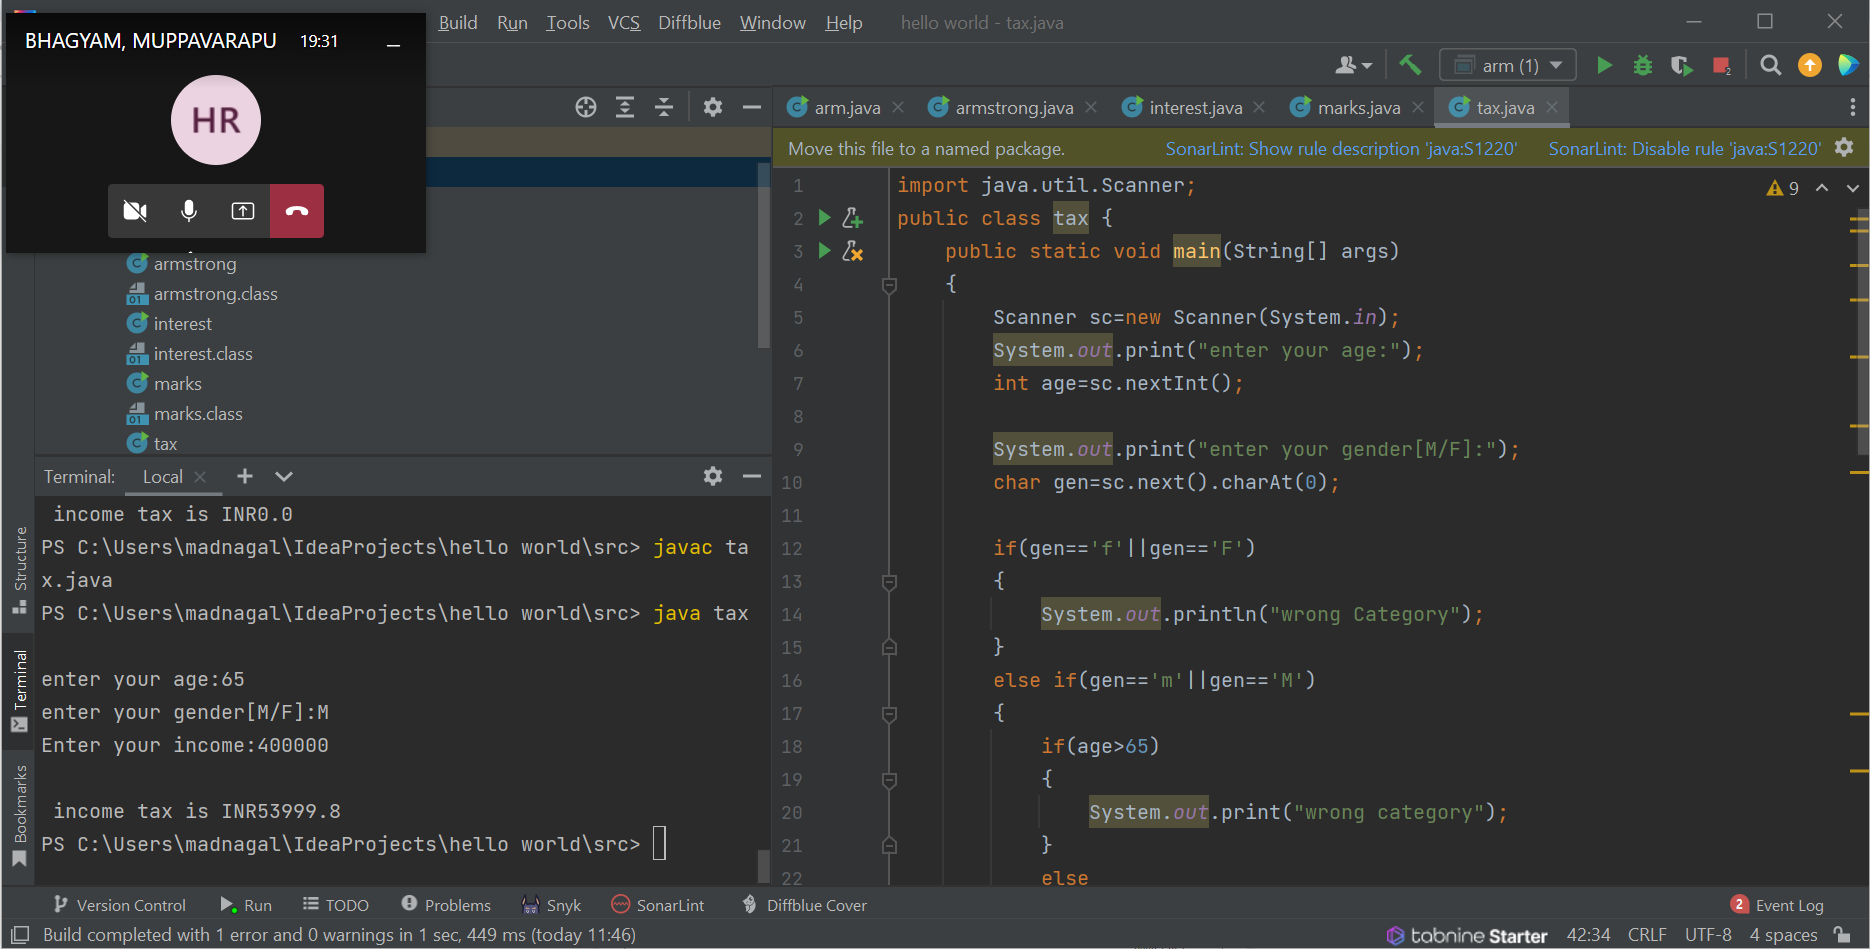 Build Run Tools VCS Diffblue Window Help hello world - tax.java
BHAGYAM, MUPPAVARAPU 19:31
HR
arm (1)
2
arm.java armstrong.java interest.java marks.java tax.java
Move this file to a named package. SonarLint: Show rule description 'java:S1220' SonarLint: Disable rule 'java:S1220'
9
armstrong
armstrong.class
interest
interest.class
marks
marks.class
tax
1 import java.util.Scanner;
2 public class tax {
3 public static void main(String[] args)
4 {
5 Scanner sc=new Scanner(System.in);
6 System.out.print("enter your age:");
7 int age=sc.nextInt();
8
9 System.out.print("enter your gender[M/F]:");
10 char gen=sc.next().charAt(0);
11
12 if(gen=='f'||gen=='F')
13 {
14 System.out.println("wrong Category");
15 }
16 else if(gen=='m'||gen=='M')
17 {
18 if(age>65)
19 {
20 System.out.print("wrong category");
21 }
22 else
Terminal: Local
income tax is INR0.0
PS C:\Users\madnagal\IdeaProjects\hello world\src> javac ta
x.java
PS C:\Users\madnagal\IdeaProjects\hello world\src> java tax
enter your age:65
enter your gender[M/F]:M
Enter your income:400000
income tax is INR53999.8
PS C:\Users\madnagal\IdeaProjects\hello world\src>
Structure
Terminal
Bookmarks
Version Control Run TODO Problems Snyk SonarLint Diffblue Cover 2 Event Log
Build completed with 1 error and 0 warnings in 1 sec, 449 ms (today 11:46) tabnine Starter 42:34 CRLF UTF-8 4 spaces